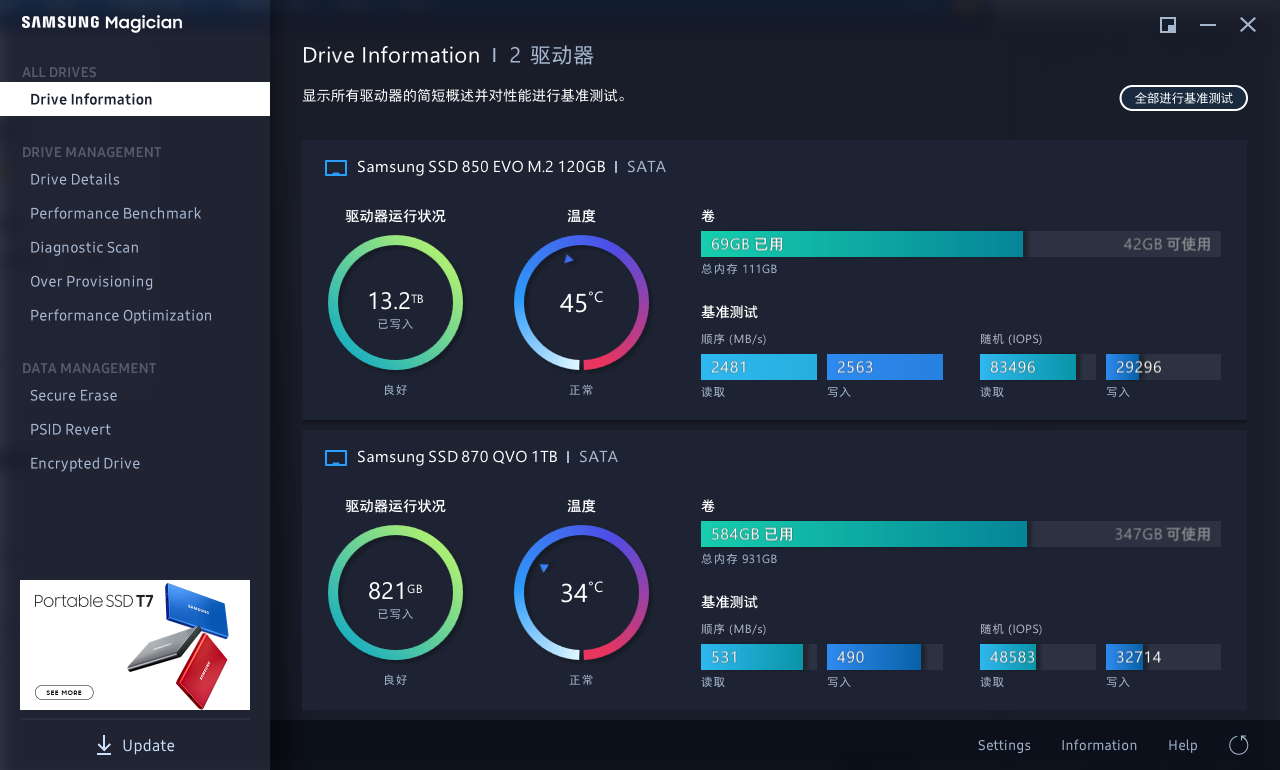 SAMSUNG Magician
ALL DRIVES
Drive Information
DRIVE MANAGEMENT
Drive Details
Performance Benchmark
Diagnostic Scan
Over Provisioning
Performance Optimization
DATA MANAGEMENT
Secure Erase
PSID Revert
Encrypted Drive
Portable SSD T7
SAMSUNG
SAMSUNG
SAMSUNG
SEE MORE
Update
Drive Information | 2 驱动器
显示所有驱动器的简短概述并对性能进行基准测试。
全部进行基准测试
Samsung SSD 850 EVO M.2 120GB | SATA
驱动器运行状况
13.2TB
已写入
良好
温度
45°C
正常
卷
69GB 已用 42GB 可使用
总内存 111GB
基准测试
顺序 (MB/s) 随机 (IOPS)
2481 2563 83496 29296
读取 写入 读取 写入
Samsung SSD 870 QVO 1TB | SATA
驱动器运行状况
821GB
已写入
良好
温度
34°C
正常
卷
584GB 已用 347GB 可使用
总内存 931GB
基准测试
顺序 (MB/s) 随机 (IOPS)
531 490 48583 32714
读取 写入 读取 写入
Settings Information Help